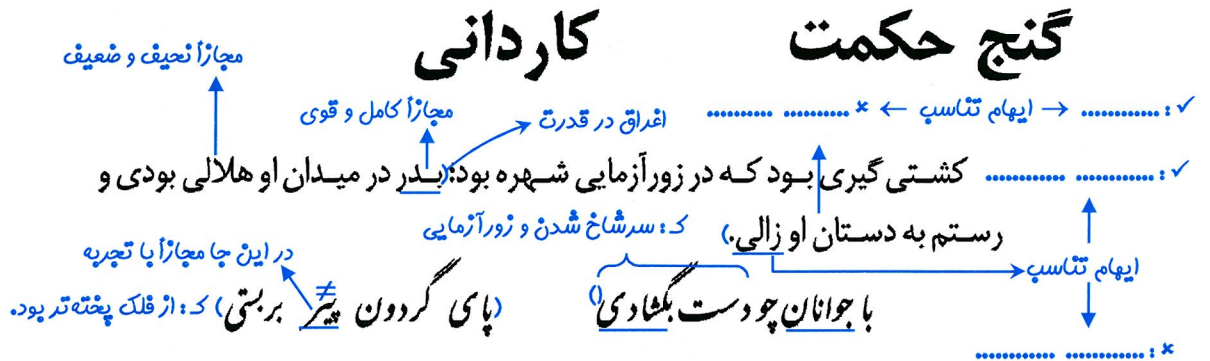 گنج حکمت کاردانی
مجازاً نحیف و ضعیف
✓: ............ → ایهام تناسب ← × .......... ..........
مجازاً کامل و قوی
اغراق در قدرت
✓: ............ ............ کشتی گیری بود که در زورآزمایی شهره بود؛ (بدر در میدان او هلالی بودی و
رستم به دستان او زالی.)
ک: سرشاخ شدن و زورآزمایی
ایهام تناسب
در این جا مجازاً با تجربه
با جوانان چو دست بگشادی () (پای گردون پیر بربستی) ک: از فلک پخته تر بود.
≠
×: ............ ............